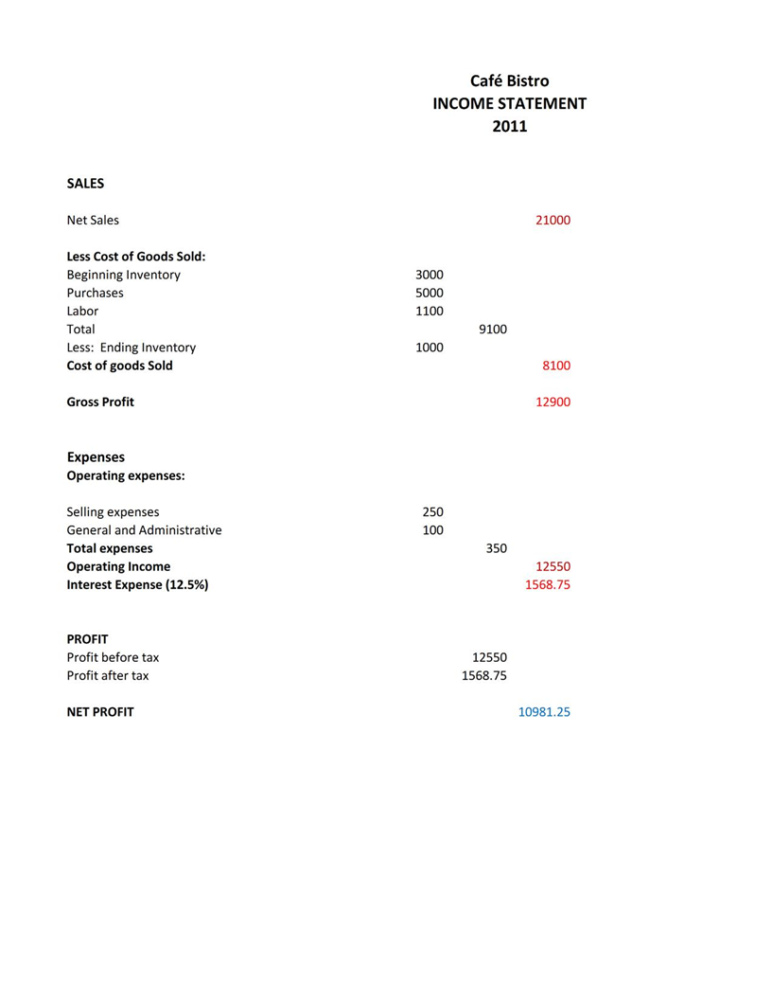 Café Bistro
INCOME STATEMENT
2011
SALES
Net Sales 21000
Less Cost of Goods Sold:
Beginning Inventory 3000
Purchases 5000
Labor 1100
Total 9100
Less: Ending Inventory 1000
Cost of goods Sold 8100
Gross Profit 12900
Expenses
Operating expenses:
Selling expenses 250
General and Administrative 100
Total expenses 350
Operating Income 12550
Interest Expense (12.5%) 1568.75
PROFIT
Profit before tax 12550
Profit after tax 1568.75
NET PROFIT 10981.25